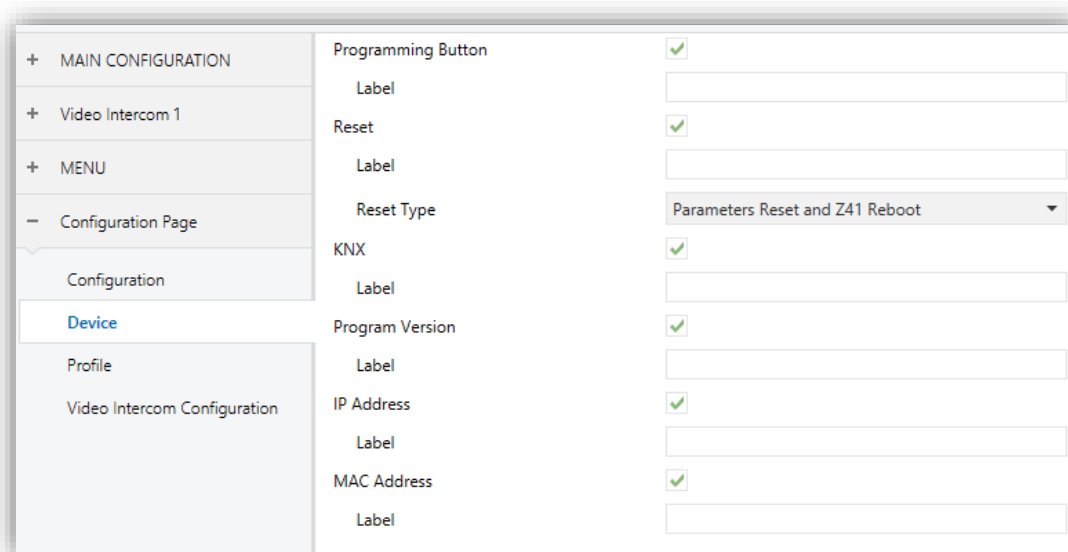 MAIN CONFIGURATION
Video Intercom 1
MENU
Configuration Page
Configuration
Device
Profile
Video Intercom Configuration
Programming Button
Label
Reset
Label
Reset Type Parameters Reset and Z41 Reboot
KNX
Label
Program Version
Label
IP Address
Label
MAC Address
Label